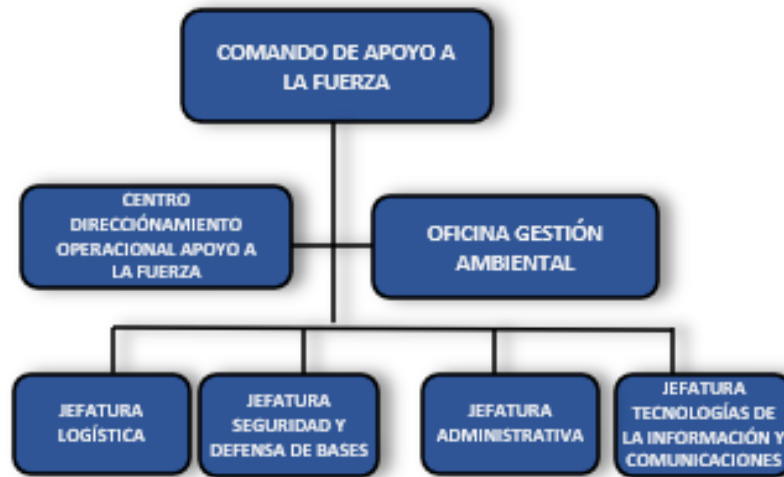 COMANDO DE APOYO A
LA FUERZA
CENTRO
DIRECCIÓNAMIENTO
OPERACIONAL APOYO A
LA FUERZA
OFICINA GESTIÓN
AMBIENTAL
JEFATURA
LOGÍSTICA
JEFATURA
SEGURIDAD Y
DEFENSA DE BASES
JEFATURA
ADMINISTRATIVA
JEFATURA
TECNOLOGÍAS DE
LA INFORMACIÓN Y
COMUNICACIONES